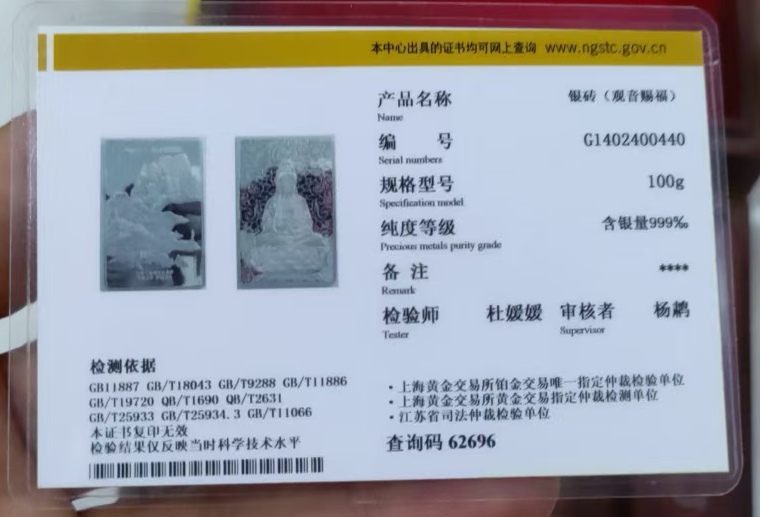 本中心出具的证书均可网上查询 www.ngstc.gov.cn
产品名称 银砖（观音赐福）
Name
编 号 G1402400440
Serial numbers
规格型号 100g
Specification model
纯度等级 含银量999‰
Precious metals purity grade
备 注 ****
Remark
检验师 杜媛媛 审核者 杨鹣
Tester Supervisor
检测依据
GB11887 GB/T18043 GB/T9288 GB/T11886
GB/T19720 QB/T1690 QB/T2631
GB/T25933 GB/T25934.3 GB/T11066
本证书复印无效
检验结果仅反映当时科学技术水平
·上海黄金交易所铂金交易唯一指定仲裁检验单位
·上海黄金交易所黄金交易指定仲裁检测单位
·江苏省司法仲裁检验单位
查询码 62696